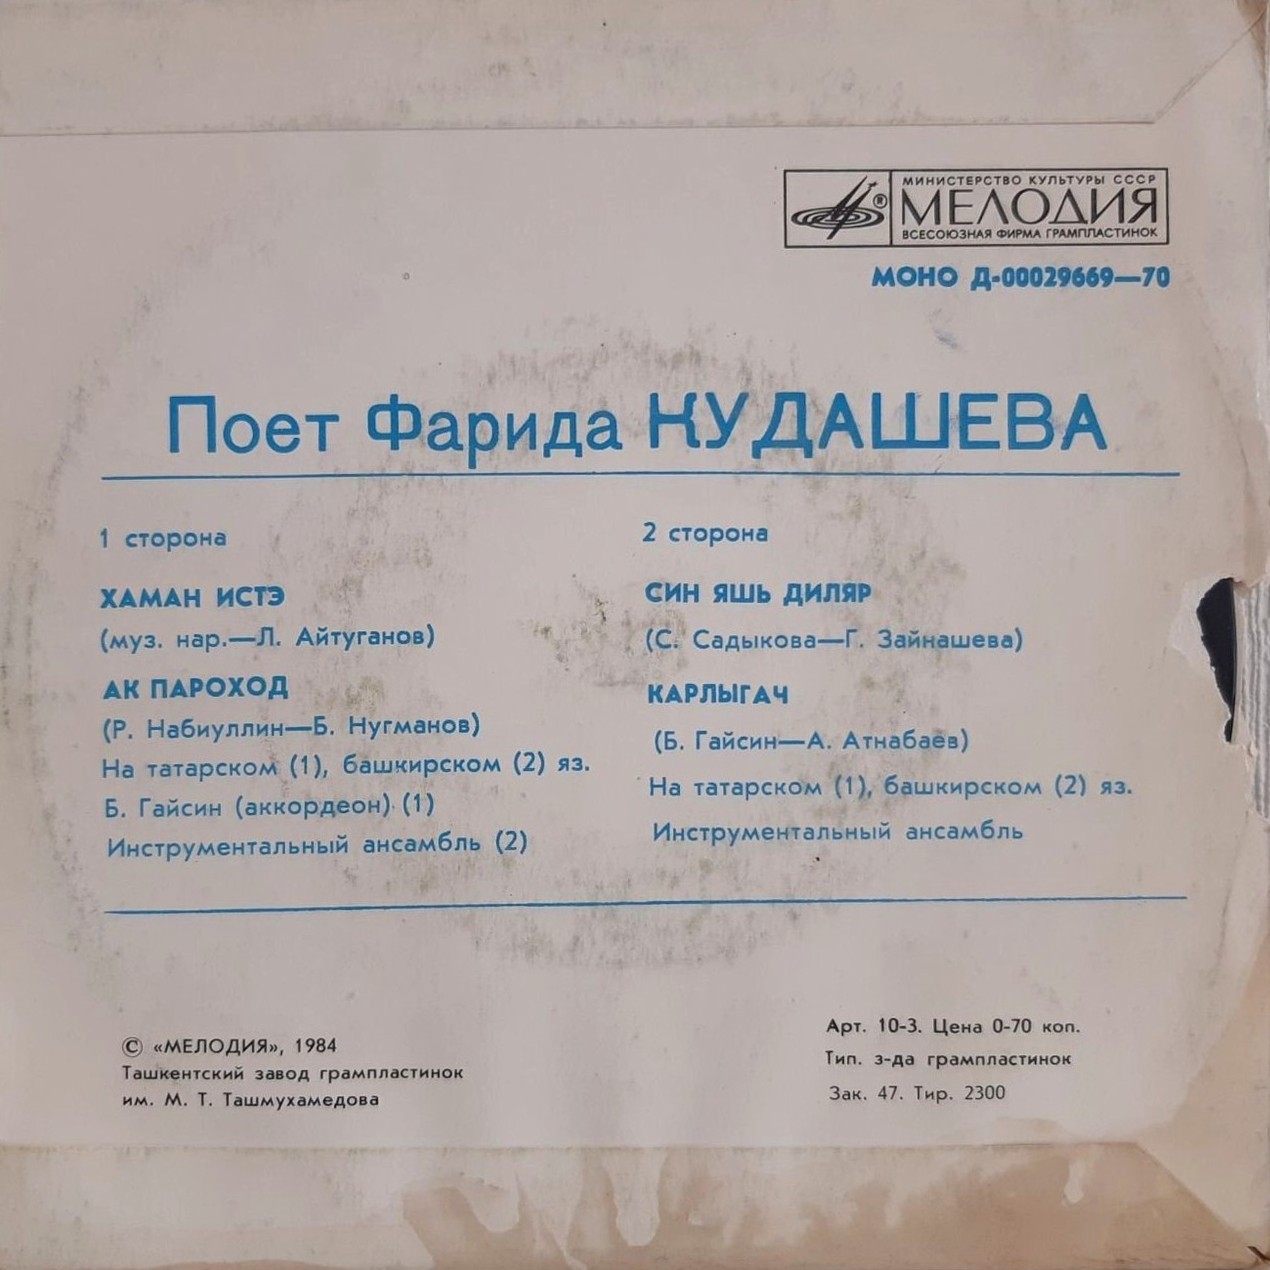 МИНИСТЕРСТВО КУЛЬТУРЫ СССР
® МЕЛОДИЯ
ВСЕСОЮЗНАЯ ФИРМА ГРАМПЛАСТИНОК
МОНО Д-00029669—70
Поет Фарида КУДАШЕВА
1 сторона
ХАМАН ИСТЭ
(муз. нар.—Л. Айтуганов)
АК ПАРОХОД
(Р. Набиуллин—Б. Нугманов)
На татарском (1), башкирском (2) яз.
Б. Гайсин (аккордеон) (1)
Инструментальный ансамбль (2)
2 сторона
СИН ЯШЬ ДИЛЯР
(С. Садыкова—Г. Зайнашева)
КАРЛЫГАЧ
(Б. Гайсин—А. Атнабаев)
На татарском (1), башкирском (2) яз.
Инструментальный ансамбль
© «МЕЛОДИЯ», 1984
Ташкентский завод грампластинок
им. М. Т. Ташмухамедова
Арт. 10-3. Цена 0-70 коп.
Тип. з-да грампластинок
Зак. 47. Тир. 2300